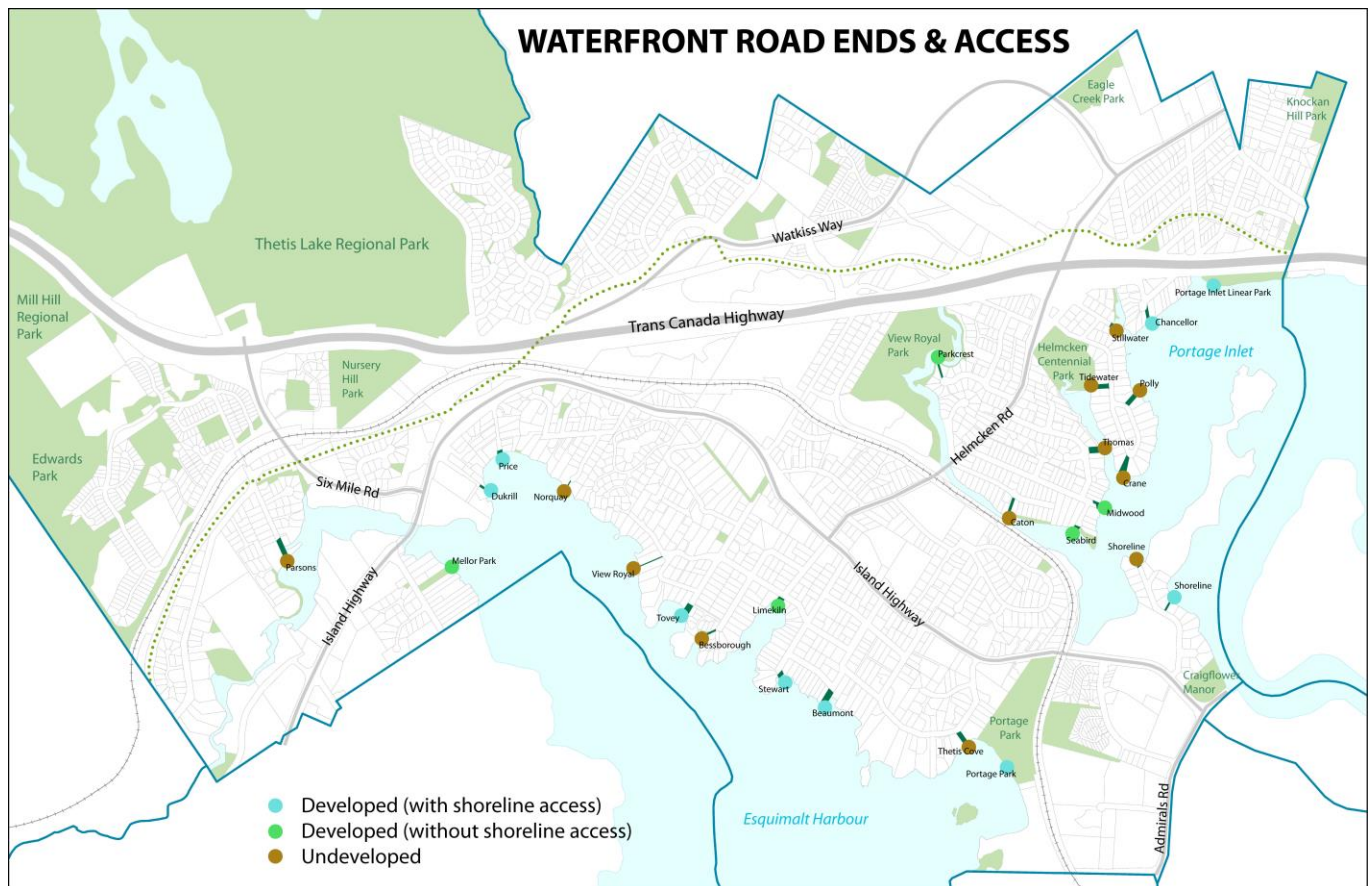 WATERFRONT ROAD ENDS & ACCESS
Eagle
Creek Park
Knockan
Hill Park
Thetis Lake Regional Park
Watkiss Way
Mill Hill
Regional
Park
Trans Canada Highway
Portage Inlet Linear Park
Chancellor
Stillwater
Portage Inlet
View Royal
Park
Parkcrest
Helmcken
Centennial
Park
Tidewater
Polly
Nursery
Hill
Park
Helmcken Rd
Thomas
Crane
Edwards
Park
Six Mile Rd
Price
Dukrill
Norquay
Midwood
Caton
Seabird
Shoreline
Shoreline
Parsons
Island Highway
Mellor Park
View Royal
Tovey
Limekiln
Bessborough
Island Highway
Stewart
Beaumont
Craigflower
Manor
Portage
Park
Thetis Cove
Portage Park
Admirals Rd
Esquimalt Harbour
Developed (with shoreline access)
Developed (without shoreline access)
Undeveloped